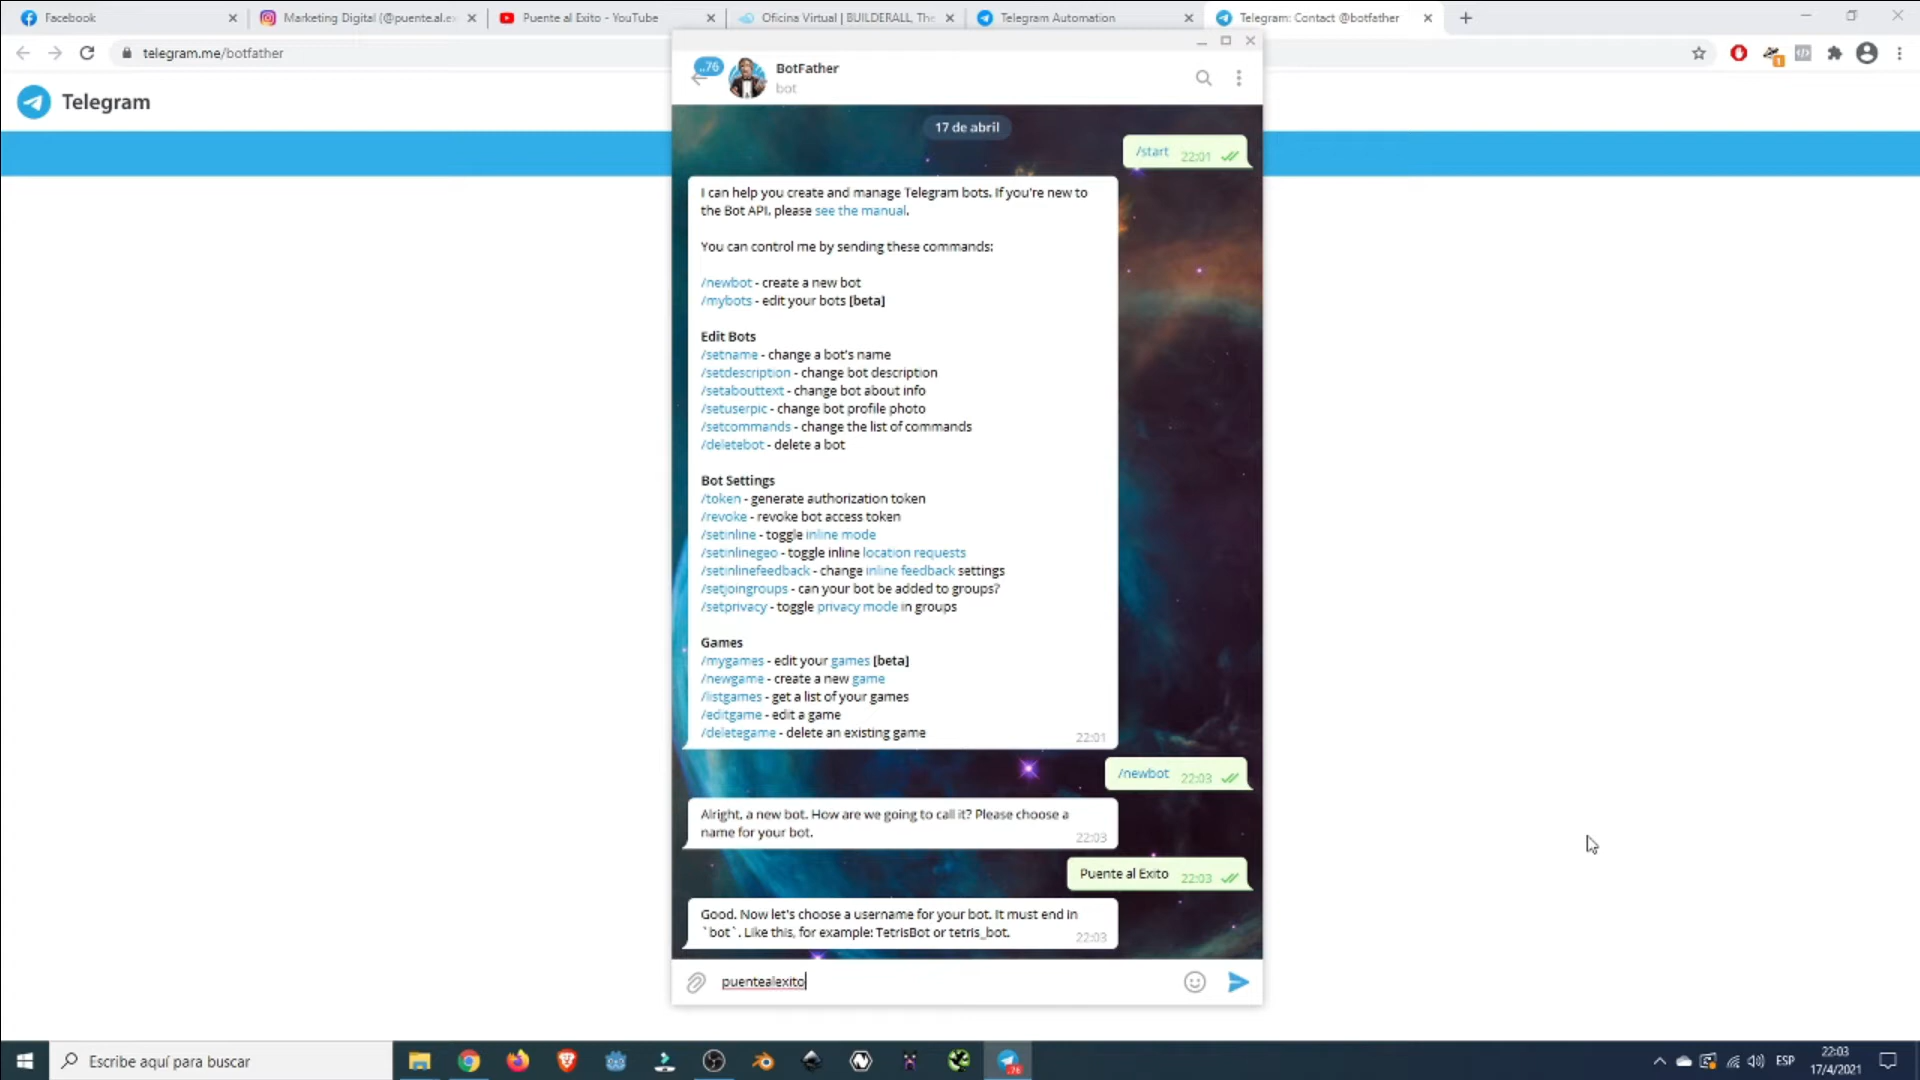 Facebook
Marketing Digital (@puente.al.ex
Puente al Exito - YouTube
Oficina Virtual | BUILDERALL, The
Telegram Automation
Telegram: Contact @botfather
telegram.me/botfather
1
Telegram
..76
BotFather
bot
17 de abril
/start 22:01
I can help you create and manage Telegram bots. If you're new to
the Bot API, please see the manual.
You can control me by sending these commands:
/newbot - create a new bot
/mybots - edit your bots [beta]
Edit Bots
/setname - change a bot's name
/setdescription - change bot description
/setabouttext - change bot about info
/setuserpic - change bot profile photo
/setcommands - change the list of commands
/deletebot - delete a bot
Bot Settings
/token - generate authorization token
/revoke - revoke bot access token
/setinline - toggle inline mode
/setinlinegeo - toggle inline location requests
/setinlinefeedback - change inline feedback settings
/setjoingroups - can your bot be added to groups?
/setprivacy - toggle privacy mode in groups
Games
/mygames - edit your games [beta]
/newgame - create a new game
/listgames - get a list of your games
/editgame - edit a game
/deletegame - delete an existing game
22:01
/newbot 22:03
Alright, a new bot. How are we going to call it? Please choose a
name for your bot.
22:03
Puente al Exito 22:03
Good. Now let's choose a username for your bot. It must end in
`bot`. Like this, for example: TetrisBot or tetris_bot.
22:03
puentealexito
Escribe aquí para buscar
.76
ESP
22:03
17/4/2021